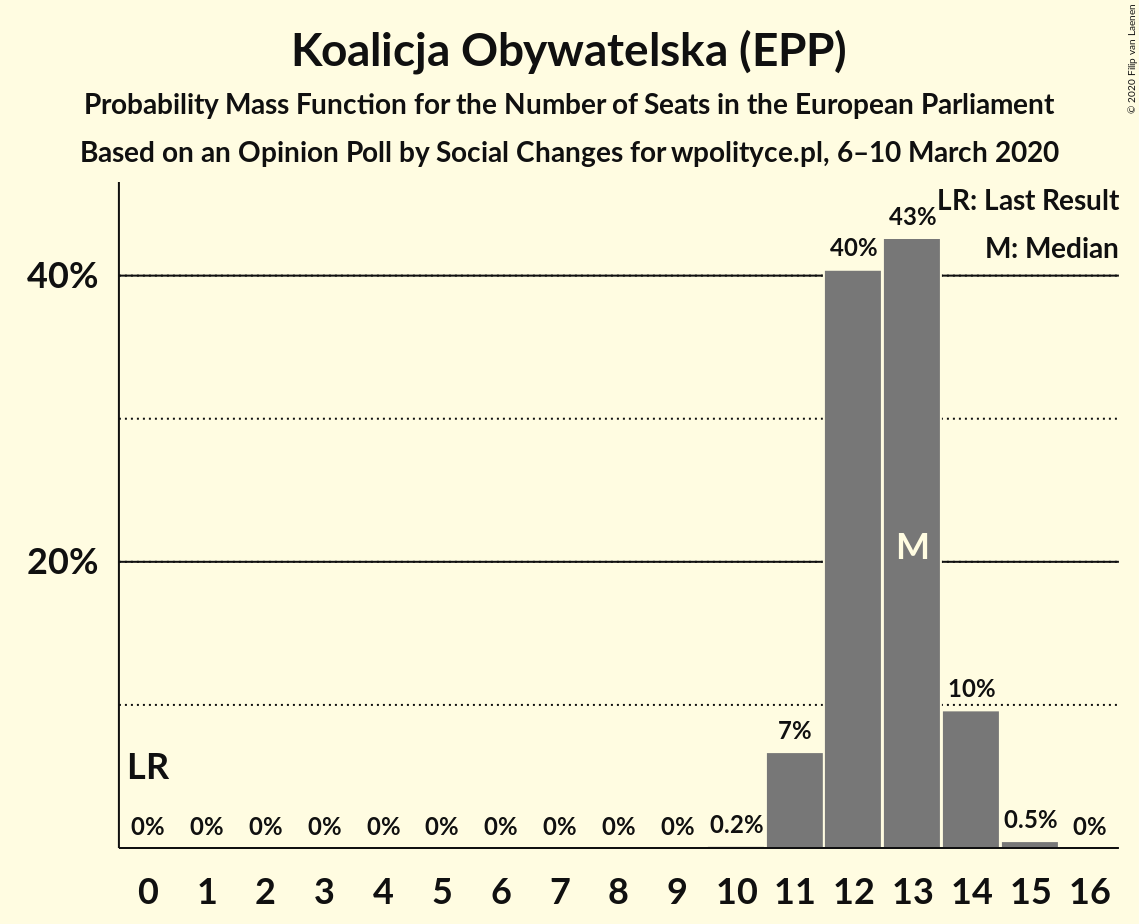 Koalicja Obywatelska (EPP)
Probability Mass Function for the Number of Seats in the European Parliament
Based on an Opinion Poll by Social Changes for wpolityce.pl, 6–10 March 2020
© 2020 Filip van Laenen
LR: Last Result
M: Median
43%
40%
40%
20%
M
10%
7%
LR
0% 0% 0% 0% 0% 0% 0% 0% 0% 0% 0.2% 0.5% 0%
0 1 2 3 4 5 6 7 8 9 10 11 12 13 14 15 16